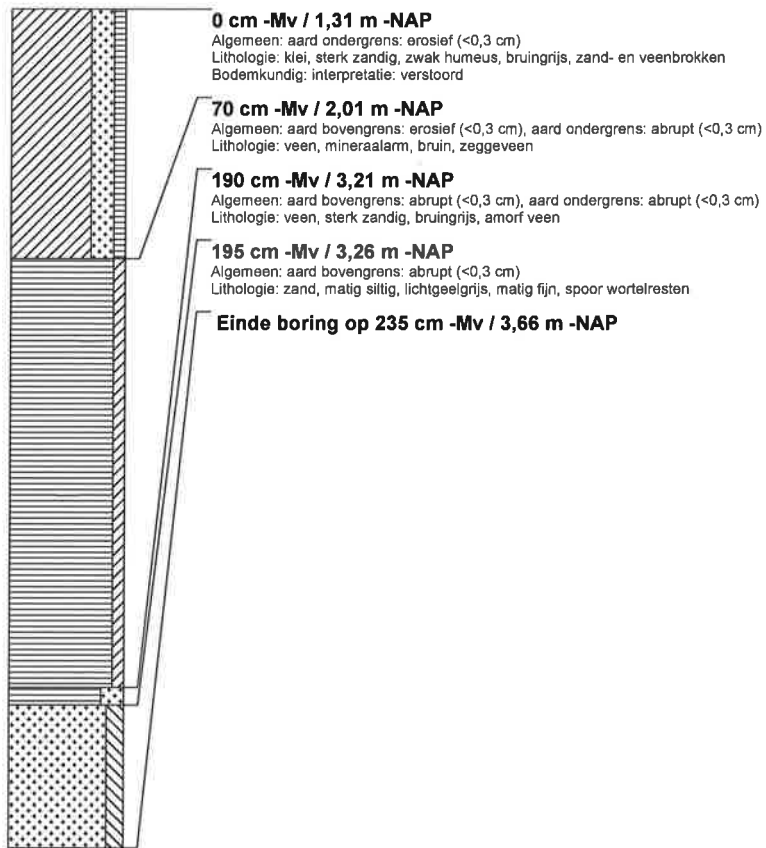 0 cm -Mv / 1,31 m -NAP
Algemeen: aard ondergrens: erosief (<0,3 cm)
Lithologie: klei, sterk zandig, zwak humeus, bruingrijs, zand- en veenbrokken
Bodemkundig: interpretatie: verstoord
70 cm -Mv / 2,01 m -NAP
Algemeen: aard bovengrens: erosief (<0,3 cm), aard ondergrens: abrupt (<0,3 cm)
Lithologie: veen, mineraalarm, bruin, zeggeveen
190 cm -Mv / 3,21 m -NAP
Algemeen: aard bovengrens: abrupt (<0,3 cm), aard ondergrens: abrupt (<0,3 cm)
Lithologie: veen, sterk zandig, bruingrijs, amorf veen
195 cm -Mv / 3,26 m -NAP
Algemeen: aard bovengrens: abrupt (<0,3 cm)
Lithologie: zand, matig siltig, lichtgeelgrijs, matig fijn, spoor wortelresten
Einde boring op 235 cm -Mv / 3,66 m -NAP